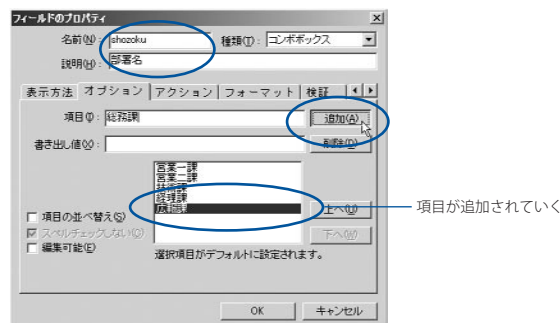 フィールドのプロパティ
名前(N): shozoku 種類(T): コンボボックス
説明(H): 部署名
表示方法 オプション アクション フォーマット 検証
項目(I): 総務課 追加(A)
書き出し値(X): 削除(D)
営業一課
営業二課
技術課
経理課
上へ(U)
項目が追加されていく
項目の並べ替え(S)
スペルチェックしない(O) 下へ(W)
編集可能(E)
選択項目がデフォルトに設定されます。
OK キャンセル